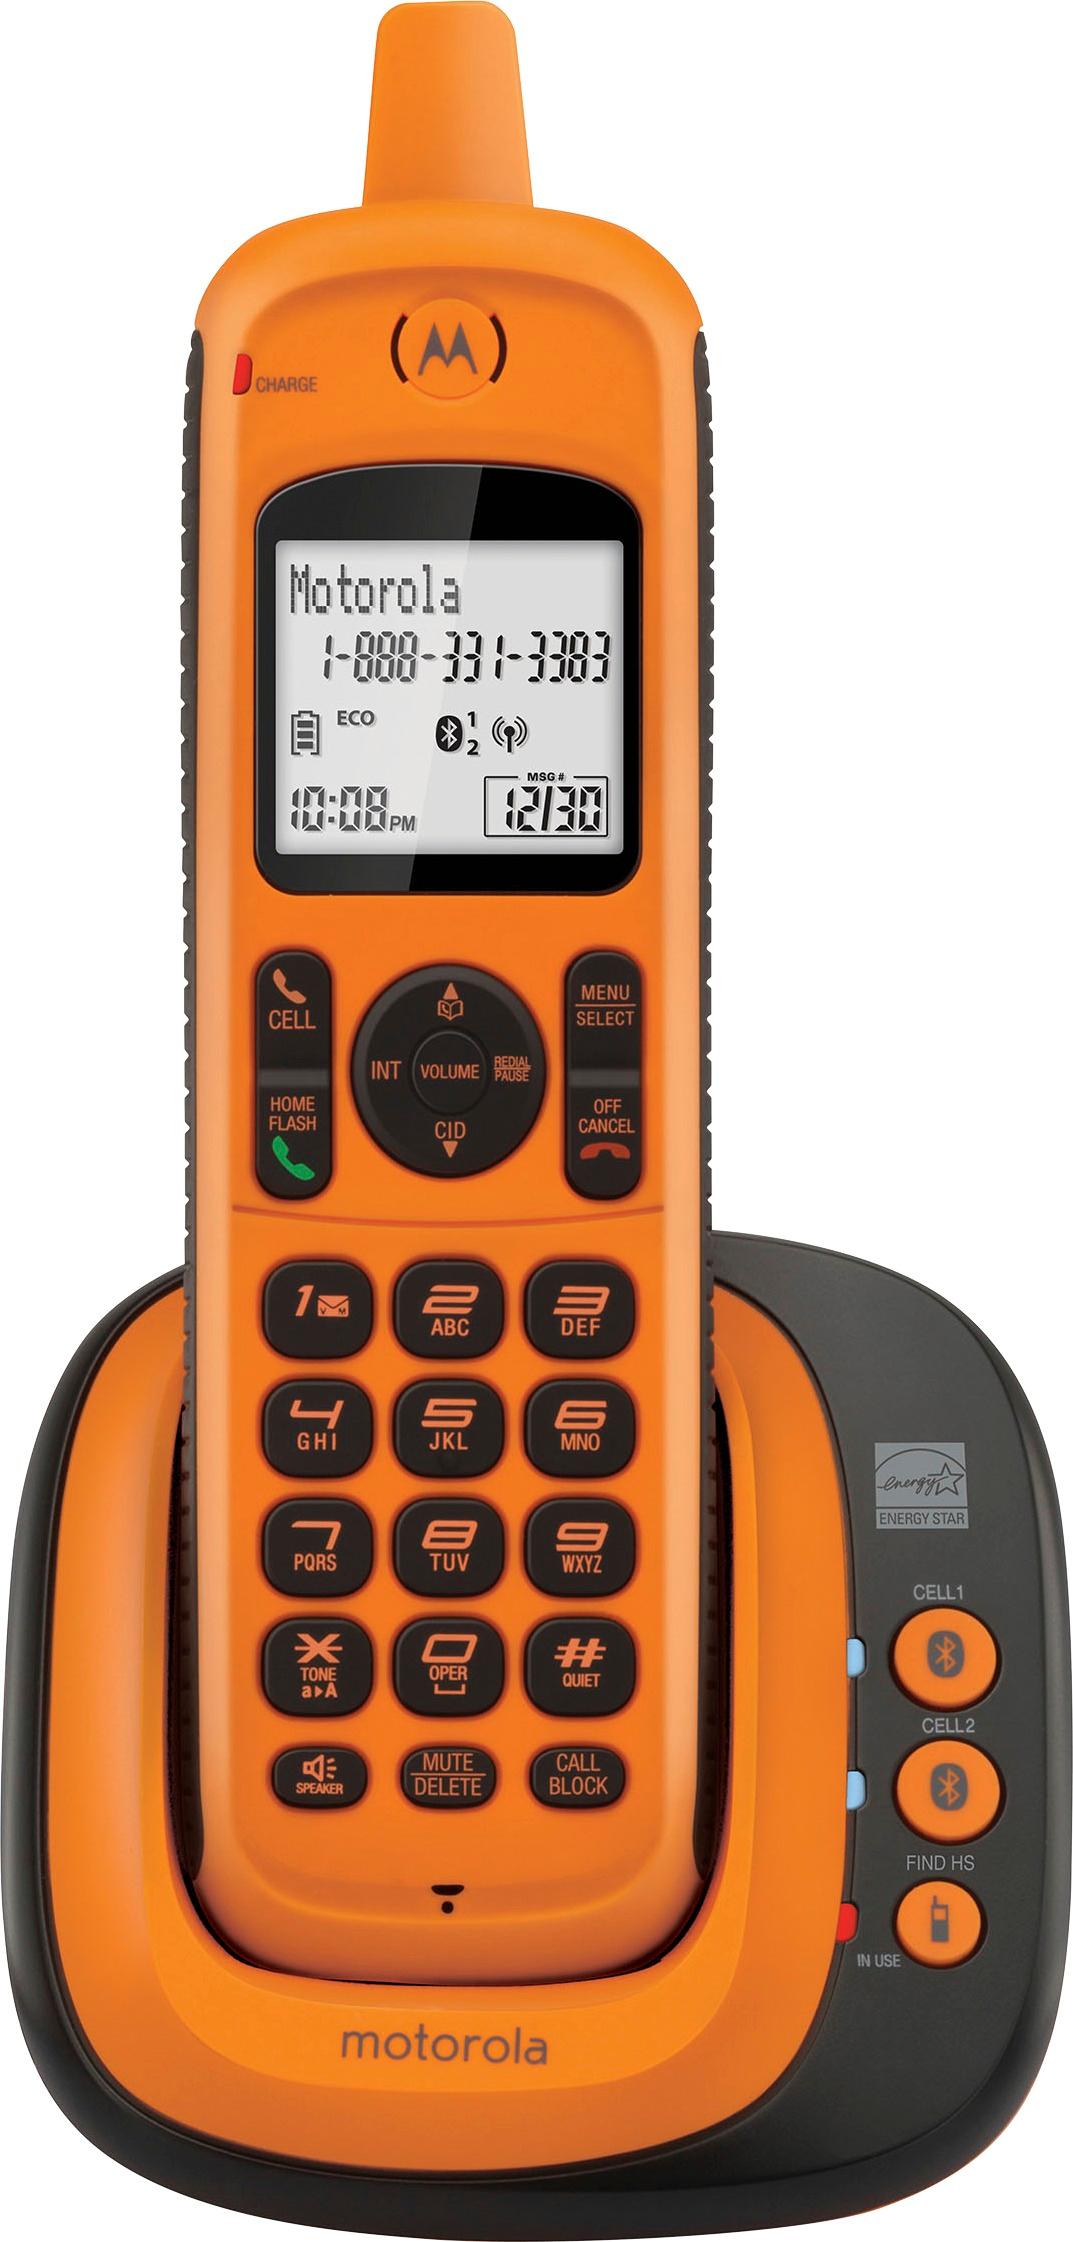 CHARGE
Motorola
1-888-331-3383
ECO
1
2
MSG #
10:08PM
12/30
CELL
MENU
SELECT
INT
VOLUME
REDIAL
PAUSE
HOME
FLASH
CID
OFF
CANCEL
1 VM
2
ABC
3
DEF
4
GHI
5
JKL
6
MNO
7
PQRS
8
TUV
9
WXYZ
*
TONE
a▸A
0
OPER
#
QUIET
SPEAKER
MUTE
DELETE
CALL
BLOCK
motorola
energy
ENERGY STAR
CELL1
CELL2
FIND HS
IN USE